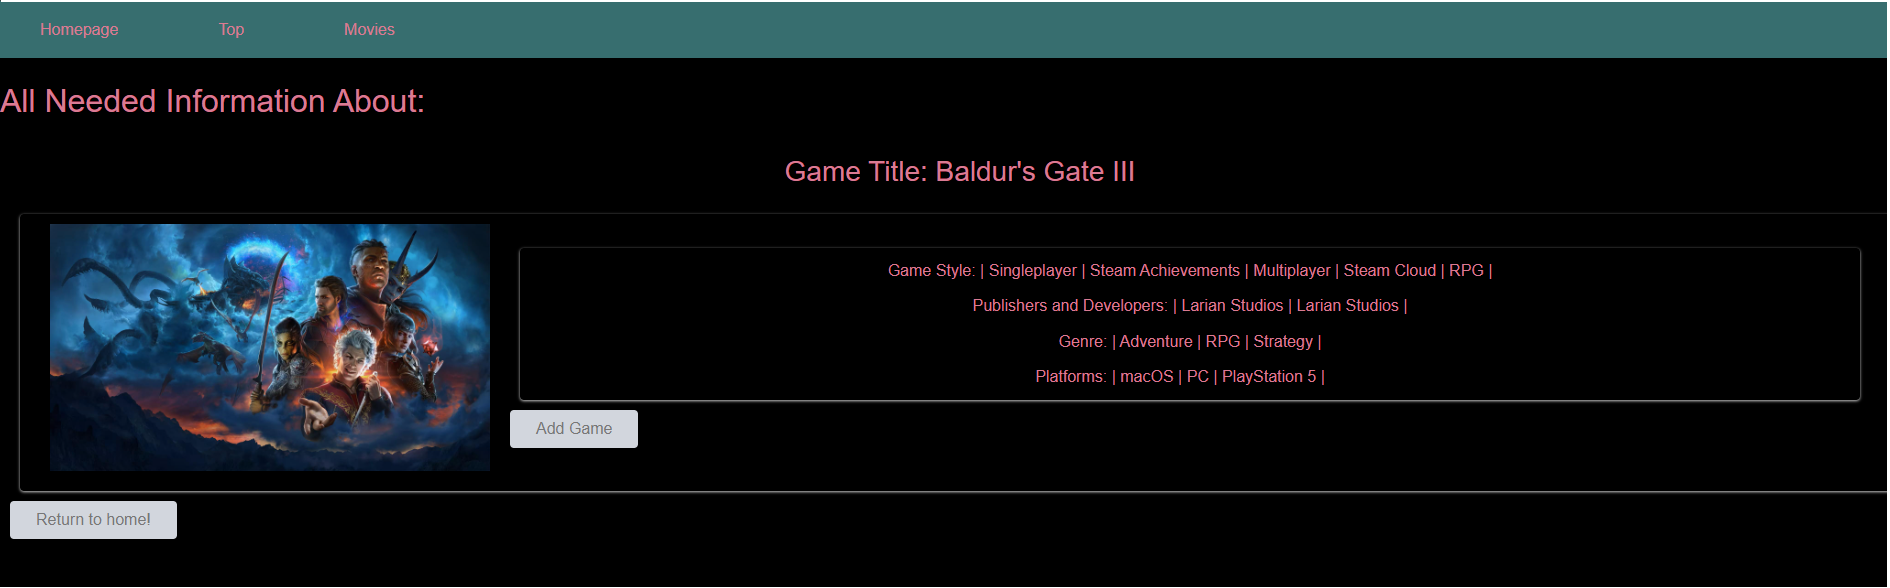 Homepage Top Movies
All Needed Information About:
Game Title: Baldur's Gate III
Game Style: | Singleplayer | Steam Achievements | Multiplayer | Steam Cloud | RPG |
Publishers and Developers: | Larian Studios | Larian Studios |
Genre: | Adventure | RPG | Strategy |
Platforms: | macOS | PC | PlayStation 5 |
Add Game
Return to home!